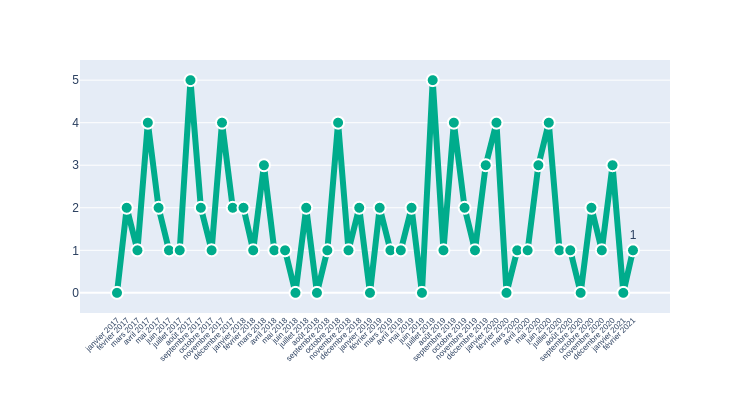 5
4
3
2
1
0
1
janvier 2017
février 2017
mars 2017
avril 2017
mai 2017
juin 2017
juillet 2017
août 2017
septembre 2017
octobre 2017
novembre 2017
décembre 2017
janvier 2018
février 2018
mars 2018
avril 2018
mai 2018
juin 2018
juillet 2018
août 2018
septembre 2018
octobre 2018
novembre 2018
décembre 2018
janvier 2019
février 2019
mars 2019
avril 2019
mai 2019
juin 2019
juillet 2019
août 2019
septembre 2019
octobre 2019
novembre 2019
décembre 2019
janvier 2020
février 2020
mars 2020
avril 2020
mai 2020
juin 2020
juillet 2020
août 2020
septembre 2020
octobre 2020
novembre 2020
décembre 2020
janvier 2021
février 2021